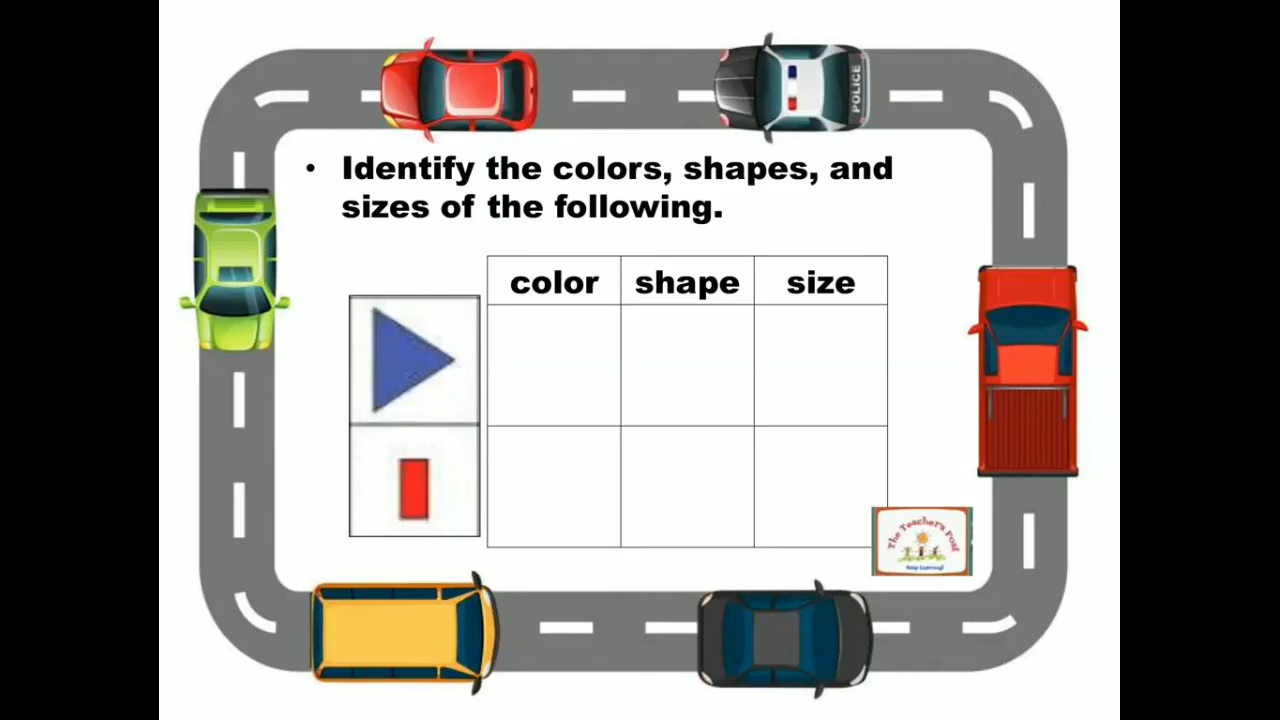 POLICE
• Identify the colors, shapes, and
sizes of the following.
color shape size
The Teacher's Post
Keep Learning!